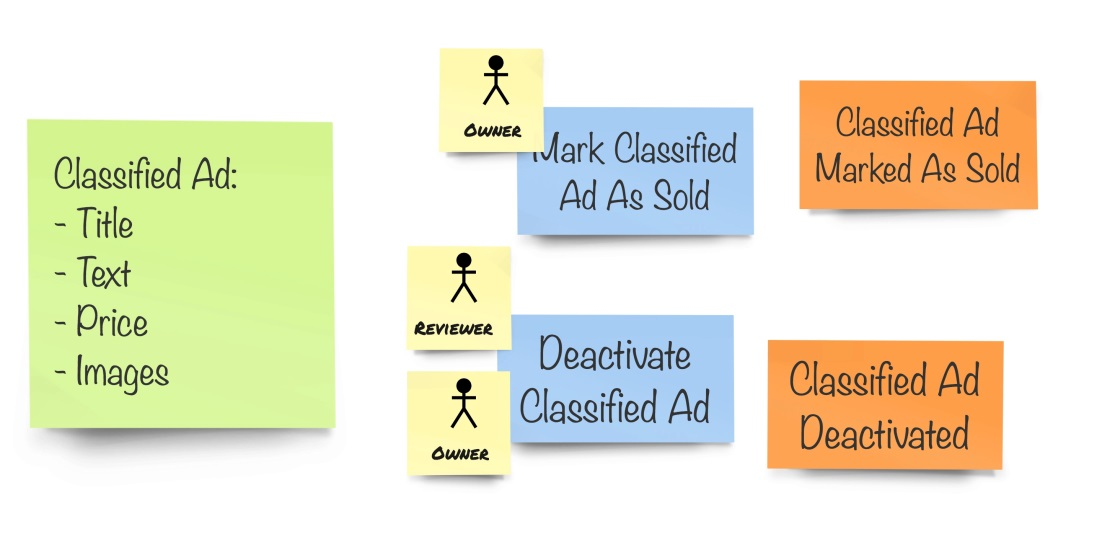 Classified Ad:
- Title
- Text
- Price
- Images
OWNER
Mark Classified
Ad As Sold
Classified Ad
Marked As Sold
REVIEWER
OWNER
Deactivate
Classified Ad
Classified Ad
Deactivated